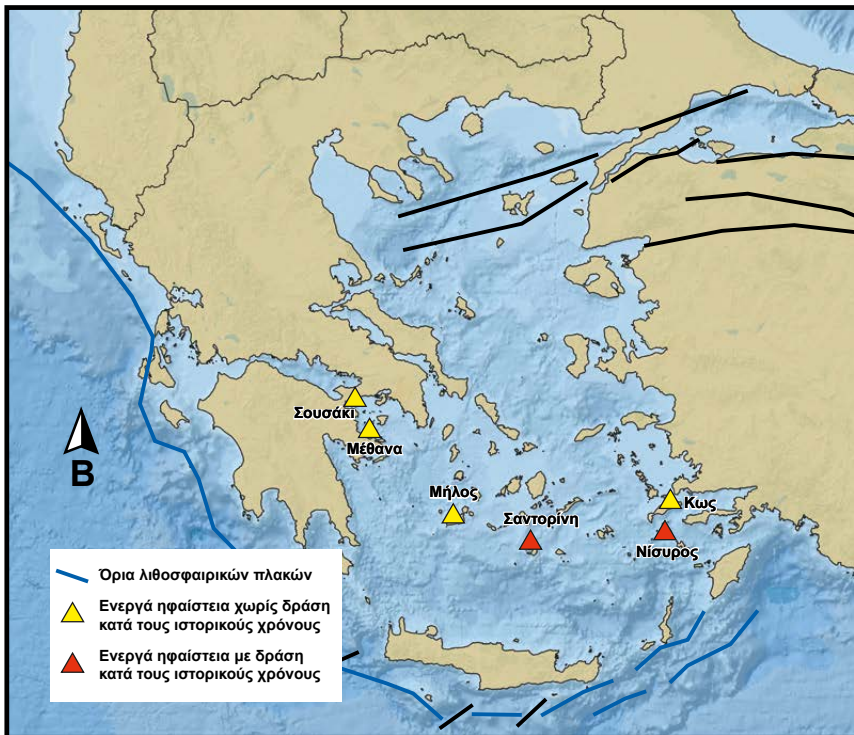 Σουσάκι
Μέθανα
Μήλος
Σαντορίνη
Κως
Νίσυρος
Β
Όρια λιθοσφαιρικών πλακών
Ενεργά ηφαίστεια χωρίς δράση
κατά τους ιστορικούς χρόνους
Ενεργά ηφαίστεια με δράση
κατά τους ιστορικούς χρόνους